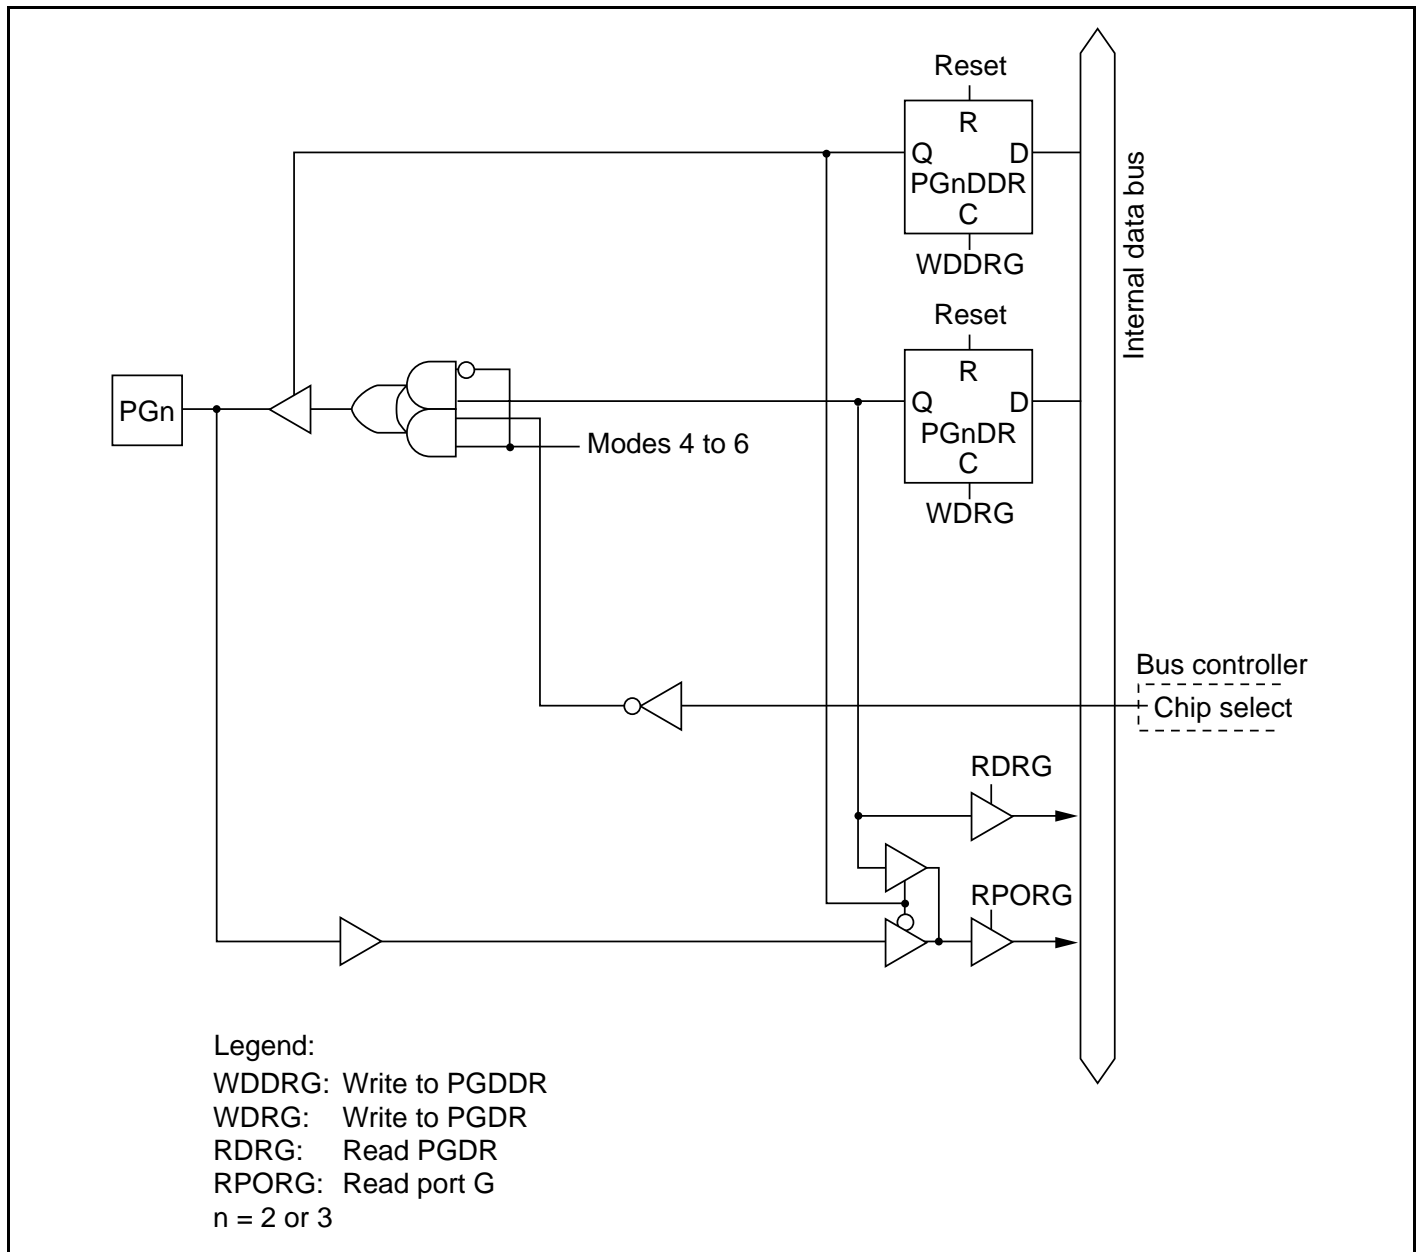 Reset
R
Q D
PGnDDR
C
WDDRG
Internal data bus
Reset
R
Q D
PGnDR
C
WDRG
PGn
Modes 4 to 6
Bus controller
Chip select
RDRG
RPORG
Legend:
WDDRG: Write to PGDDR
WDRG: Write to PGDR
RDRG: Read PGDR
RPORG: Read port G
n = 2 or 3